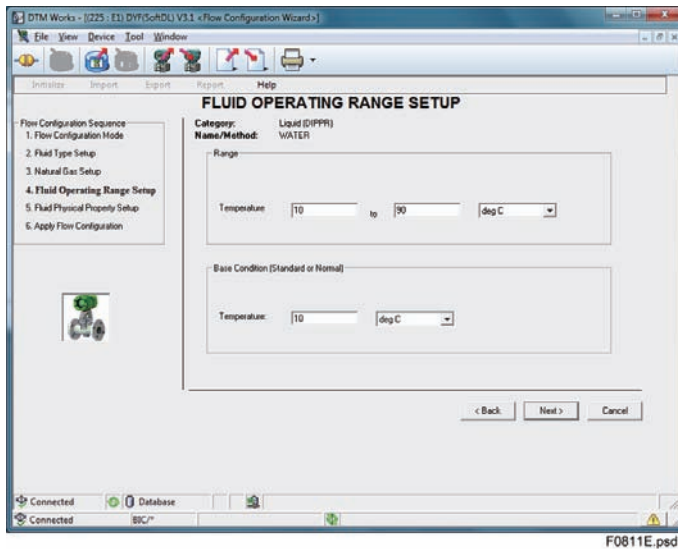 DTM Works - [(225 : E1) DYF(SoftDL) V3.1 <Flow Configuration Wizard>]
File View Device Tool Window
Initialize Import Export Report Help
FLUID OPERATING RANGE SETUP
Flow Configuration Sequence
1. Flow Configuration Mode
2. Fluid Type Setup
3. Natural Gas Setup
4. Fluid Operating Range Setup
5. Fluid Physical Property Setup
6. Apply Flow Configuration
Category: Liquid (DIPPR)
Name/Method: WATER
Range
Temperature 10 to 90 deg C
Base Condition (Standard or Normal)
Temperature: 10 deg C
< Back Next > Cancel
Connected Database
Connected BIC/*
F0811E.psd